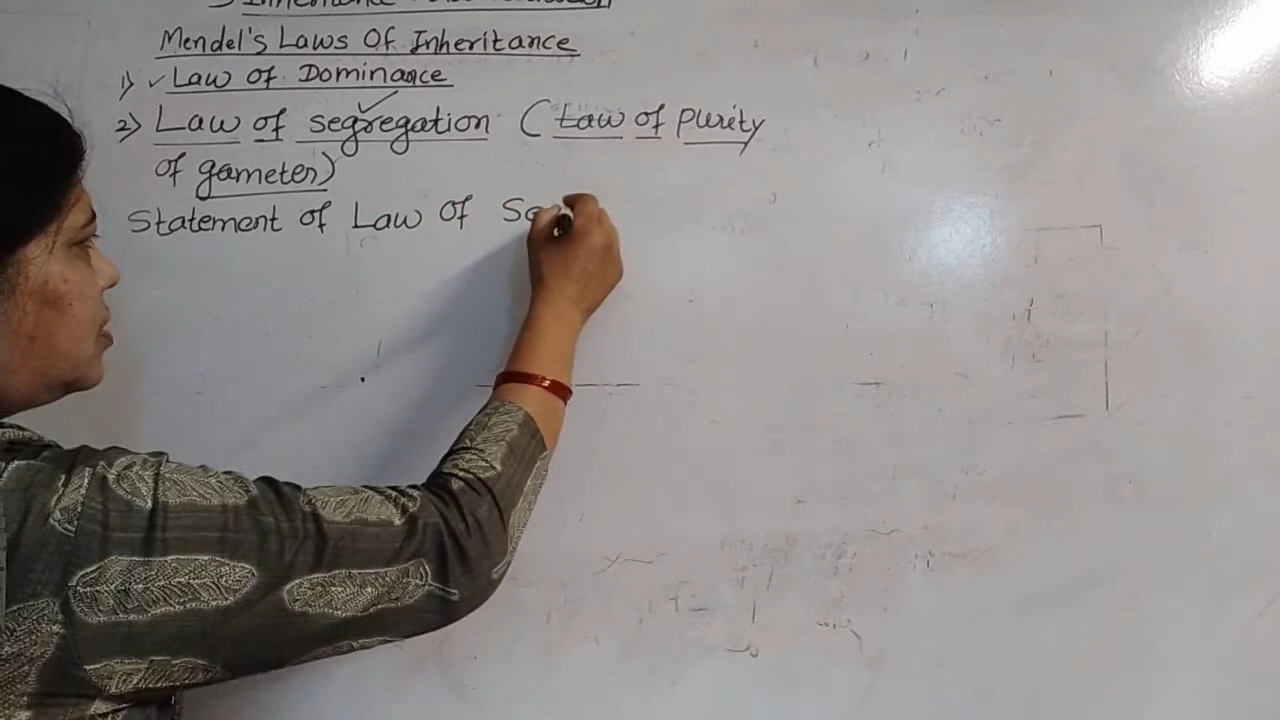 Mendel's Laws Of Inheritance
1) ✓ Law of Dominance
2) Law of segregation (Law of purity
of gameter)
Statement of Law of Se